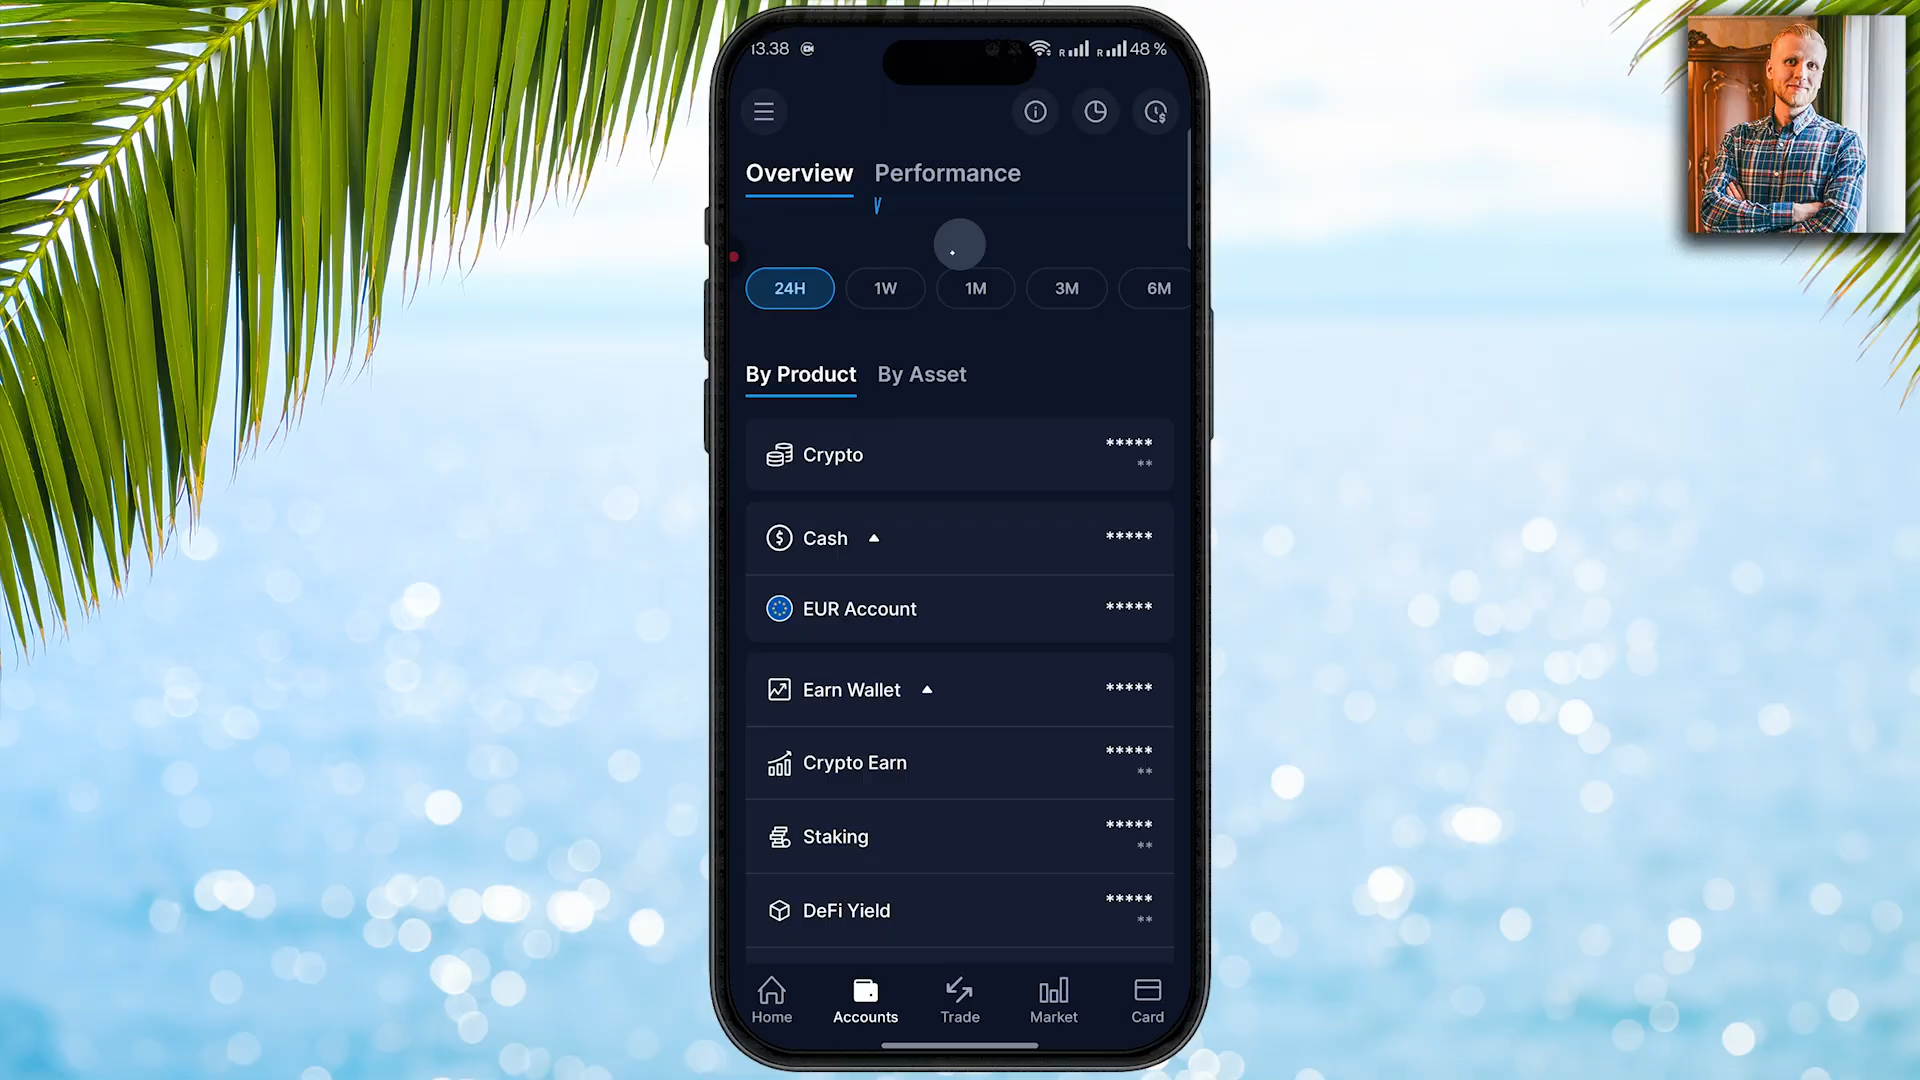 13.38
48 %
Overview Performance
24H 1W 1M 3M 6M
By Product By Asset
Crypto *****
**
Cash *****
EUR Account *****
Earn Wallet *****
Crypto Earn *****
**
Staking *****
**
DeFi Yield *****
**
Home Accounts Trade Market Card